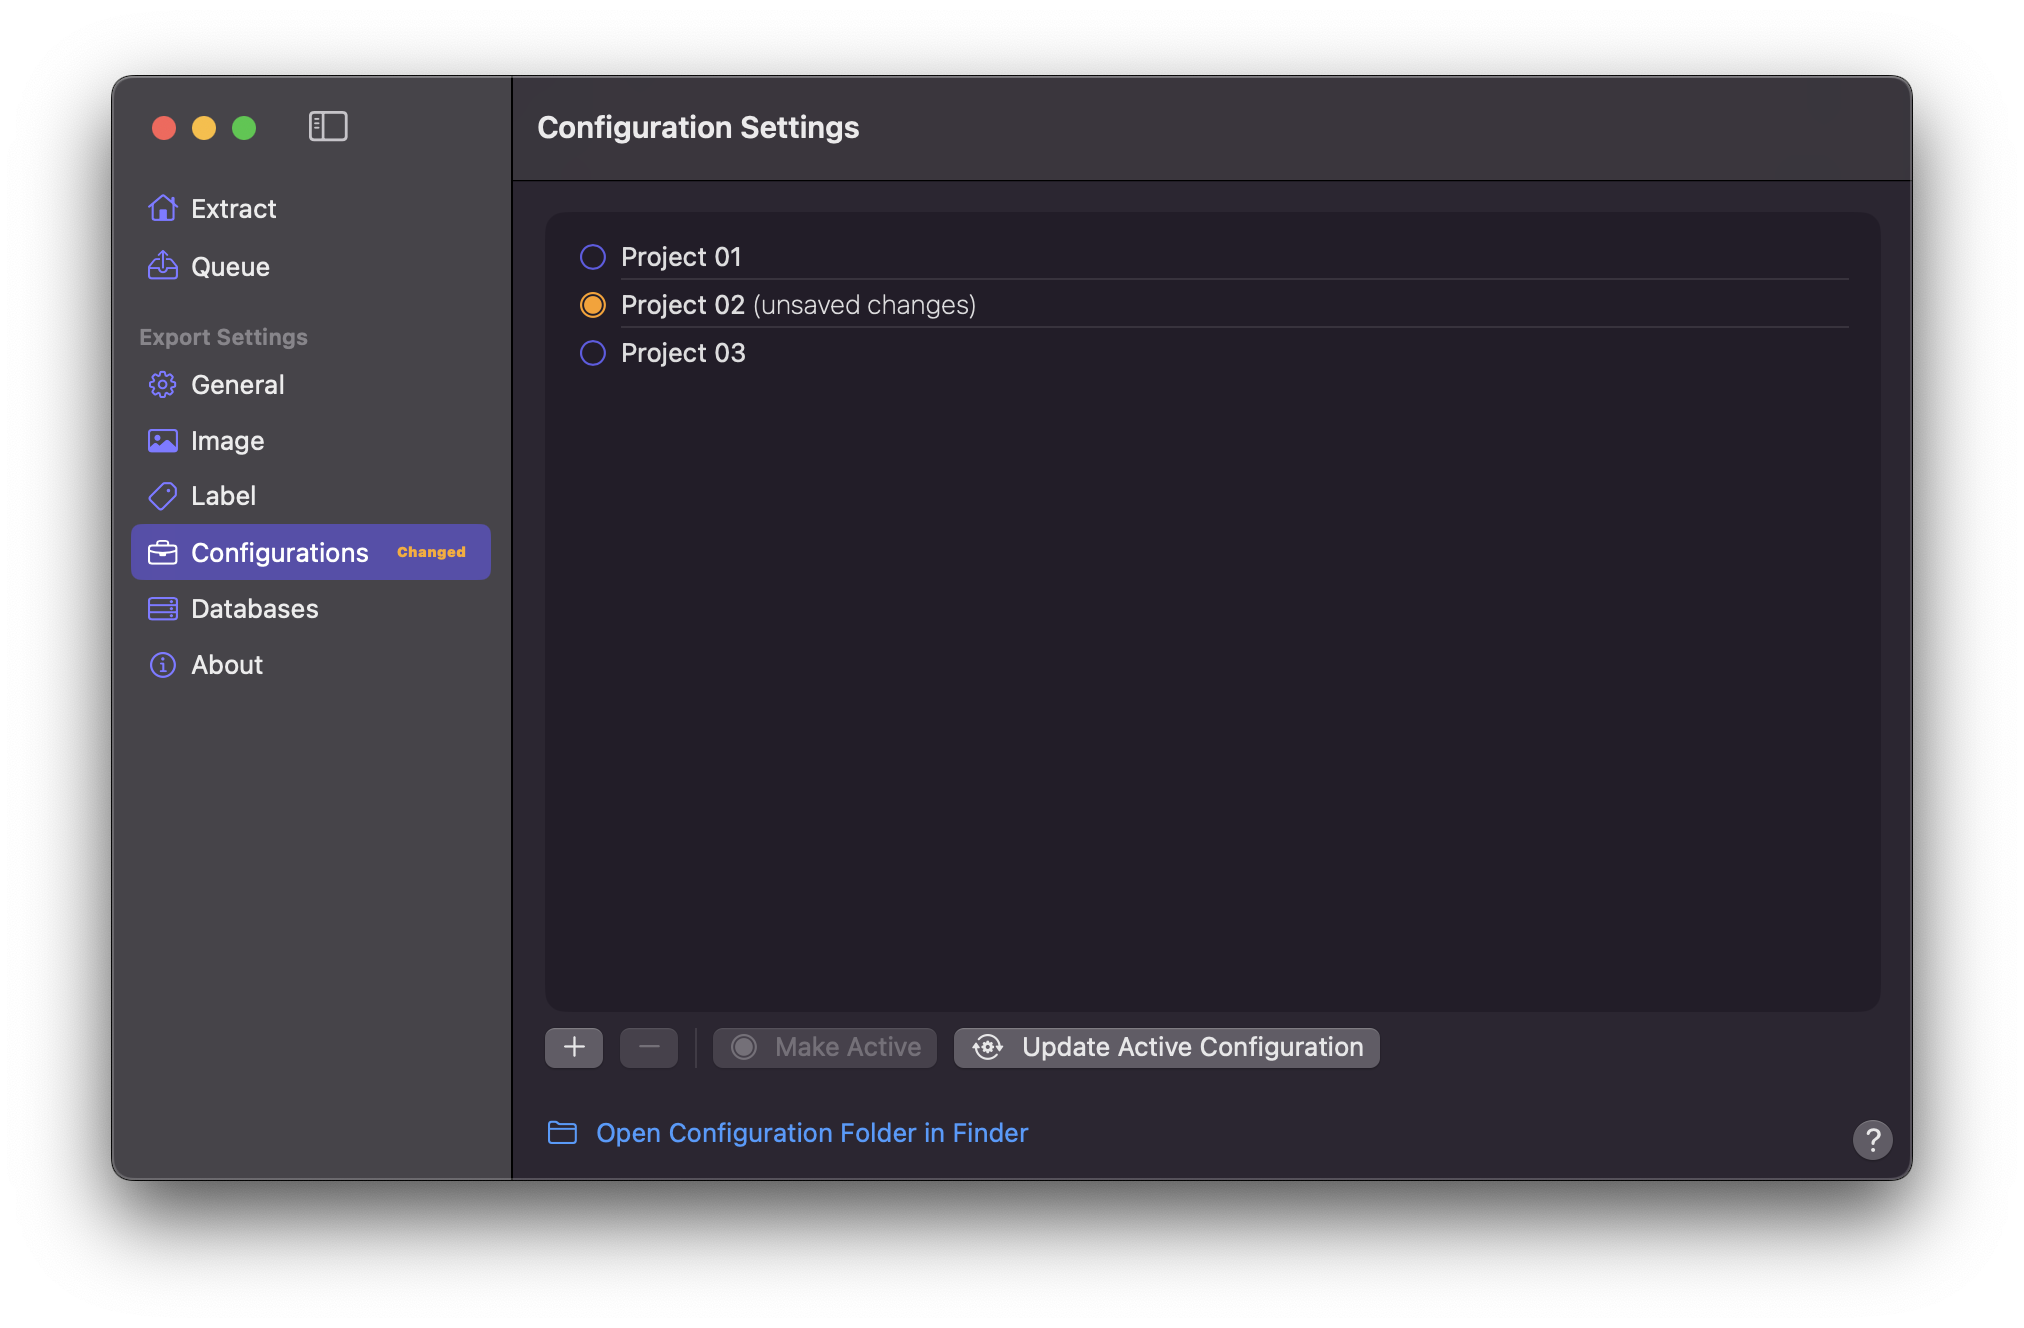 Configuration Settings
Extract
Queue
Export Settings
General
Image
Label
Configurations Changed
Databases
About
Project 01
Project 02 (unsaved changes)
Project 03
Make Active
Update Active Configuration
Open Configuration Folder in Finder
?